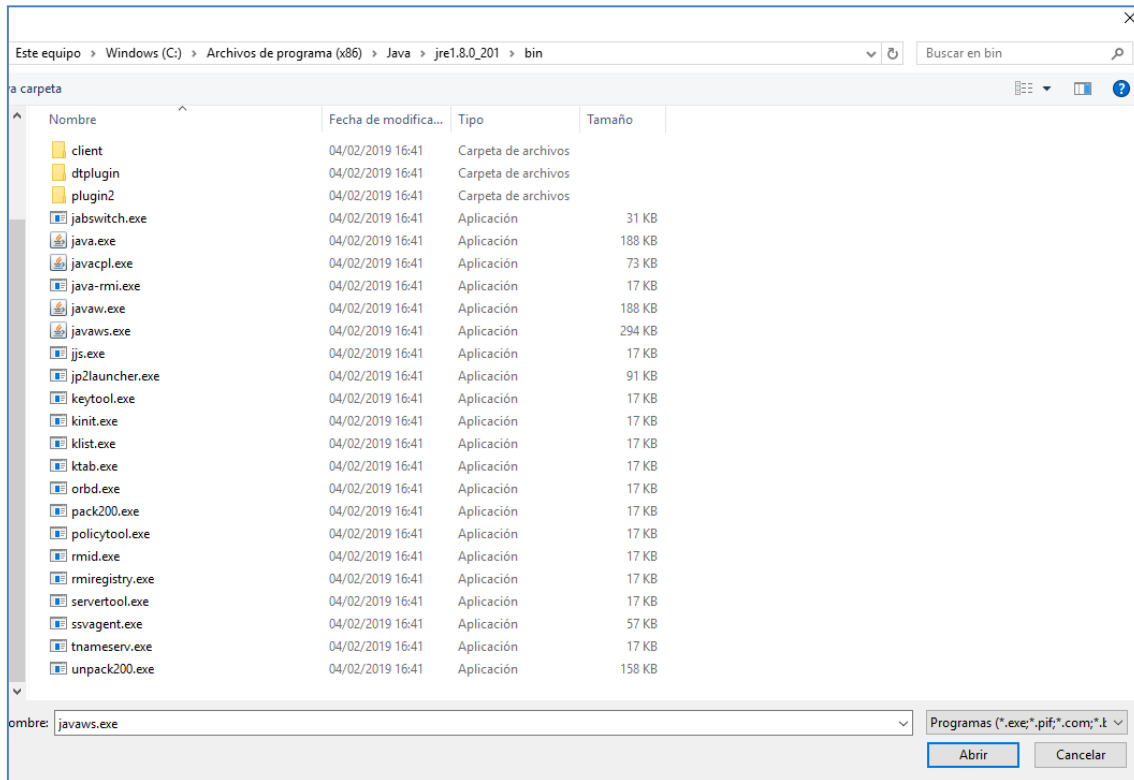 Este equipo > Windows (C:) > Archivos de programa (x86) > Java > jre1.8.0_201 > bin Buscar en bin
a carpeta
Nombre Fecha de modifica... Tipo Tamaño
client 04/02/2019 16:41 Carpeta de archivos
dtplugin 04/02/2019 16:41 Carpeta de archivos
plugin2 04/02/2019 16:41 Carpeta de archivos
jabswitch.exe 04/02/2019 16:41 Aplicación 31 KB
java.exe 04/02/2019 16:41 Aplicación 188 KB
javacpl.exe 04/02/2019 16:41 Aplicación 73 KB
java-rmi.exe 04/02/2019 16:41 Aplicación 17 KB
javaw.exe 04/02/2019 16:41 Aplicación 188 KB
javaws.exe 04/02/2019 16:41 Aplicación 294 KB
jjs.exe 04/02/2019 16:41 Aplicación 17 KB
jp2launcher.exe 04/02/2019 16:41 Aplicación 91 KB
keytool.exe 04/02/2019 16:41 Aplicación 17 KB
kinit.exe 04/02/2019 16:41 Aplicación 17 KB
klist.exe 04/02/2019 16:41 Aplicación 17 KB
ktab.exe 04/02/2019 16:41 Aplicación 17 KB
orbd.exe 04/02/2019 16:41 Aplicación 17 KB
pack200.exe 04/02/2019 16:41 Aplicación 17 KB
policytool.exe 04/02/2019 16:41 Aplicación 17 KB
rmid.exe 04/02/2019 16:41 Aplicación 17 KB
rmiregistry.exe 04/02/2019 16:41 Aplicación 17 KB
servertool.exe 04/02/2019 16:41 Aplicación 17 KB
ssvagent.exe 04/02/2019 16:41 Aplicación 57 KB
tnameserv.exe 04/02/2019 16:41 Aplicación 17 KB
unpack200.exe 04/02/2019 16:41 Aplicación 158 KB
ombre: javaws.exe Programas (*.exe;*.pif;*.com;*.b
Abrir Cancelar